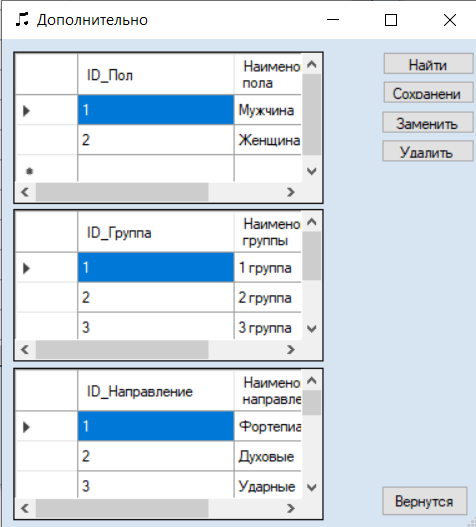 Дополнительно
ID_Пол Наимено
пола
1 Мужчина
2 Женщина
ID_Группа Наимено
группы
1 1 группа
2 2 группа
3 3 группа
ID_Направление Наимено
направле
1 Фортепиа
2 Духовые
3 Ударные
Найти
Сохранени
Заменить
Удалить
Вернутся